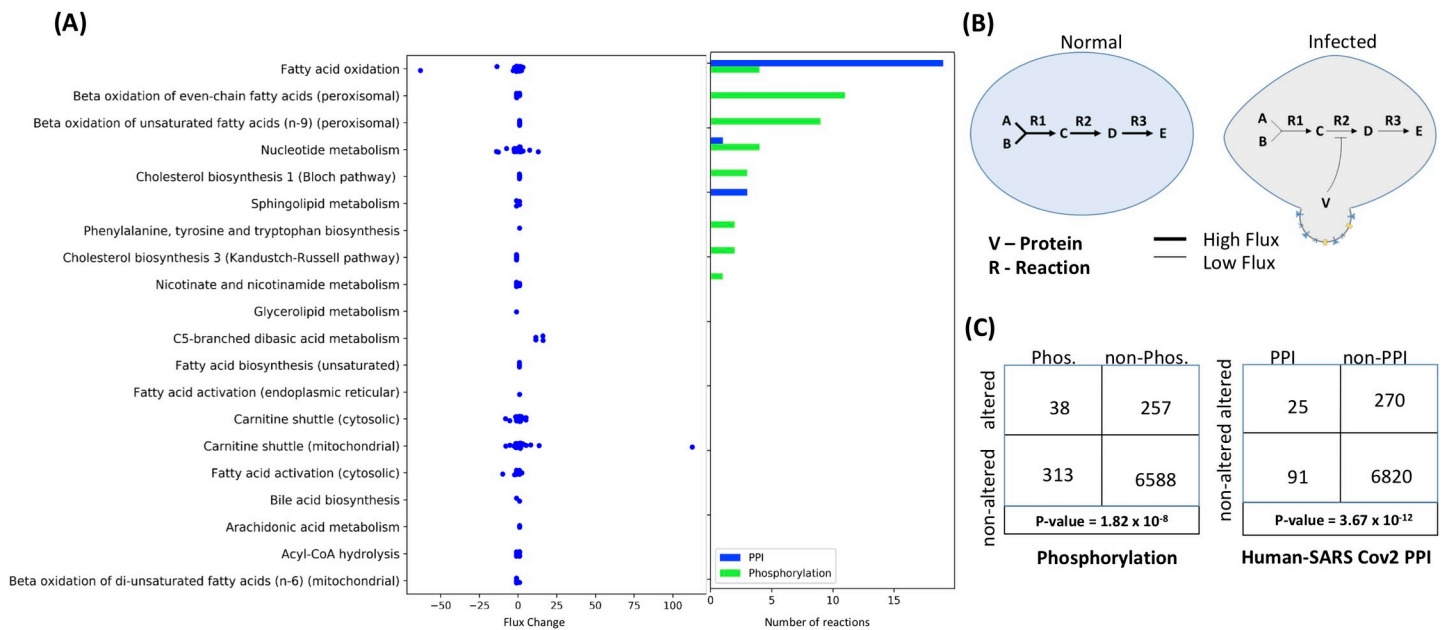 (A)
Fatty acid oxidation
Beta oxidation of even-chain fatty acids (peroxisomal)
Beta oxidation of unsaturated fatty acids (n-9) (peroxisomal)
Nucleotide metabolism
Cholesterol biosynthesis 1 (Bloch pathway)
Sphingolipid metabolism
Phenylalanine, tyrosine and tryptophan biosynthesis
Cholesterol biosynthesis 3 (Kandustch-Russell pathway)
Nicotinate and nicotinamide metabolism
Glycerolipid metabolism
C5-branched dibasic acid metabolism
Fatty acid biosynthesis (unsaturated)
Fatty acid activation (endoplasmic reticular)
Carnitine shuttle (cytosolic)
Carnitine shuttle (mitochondrial)
Fatty acid activation (cytosolic)
Bile acid biosynthesis
Arachidonic acid metabolism
Acyl-CoA hydrolysis
Beta oxidation of di-unsaturated fatty acids (n-6) (mitochondrial)
−50 −25 0 25 50 75 100
Flux Change
PPI
Phosphorylation
0 5 10 15
Number of reactions
(B)
Normal
A
B
R1 C R2 D R3 E
Infected
A
B
R1 C R2 D R3 E
V
V – Protein
R - Reaction
High Flux
Low Flux
(C)
Phos. non-Phos.
altered 38 257
non-altered 313 6588
P-value = 1.82 x 10-8
Phosphorylation
PPI non-PPI
altered 25 270
non-altered 91 6820
P-value = 3.67 x 10-12
Human-SARS Cov2 PPI